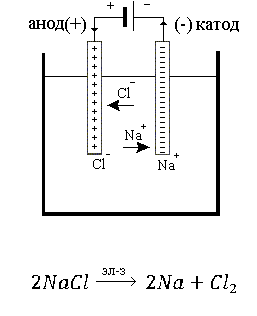 + −
анод(+) (-) катод
Cl⁻
Na⁺
Cl⁻ Na⁺
2NaCl эл-з⟶ 2Na + Cl₂